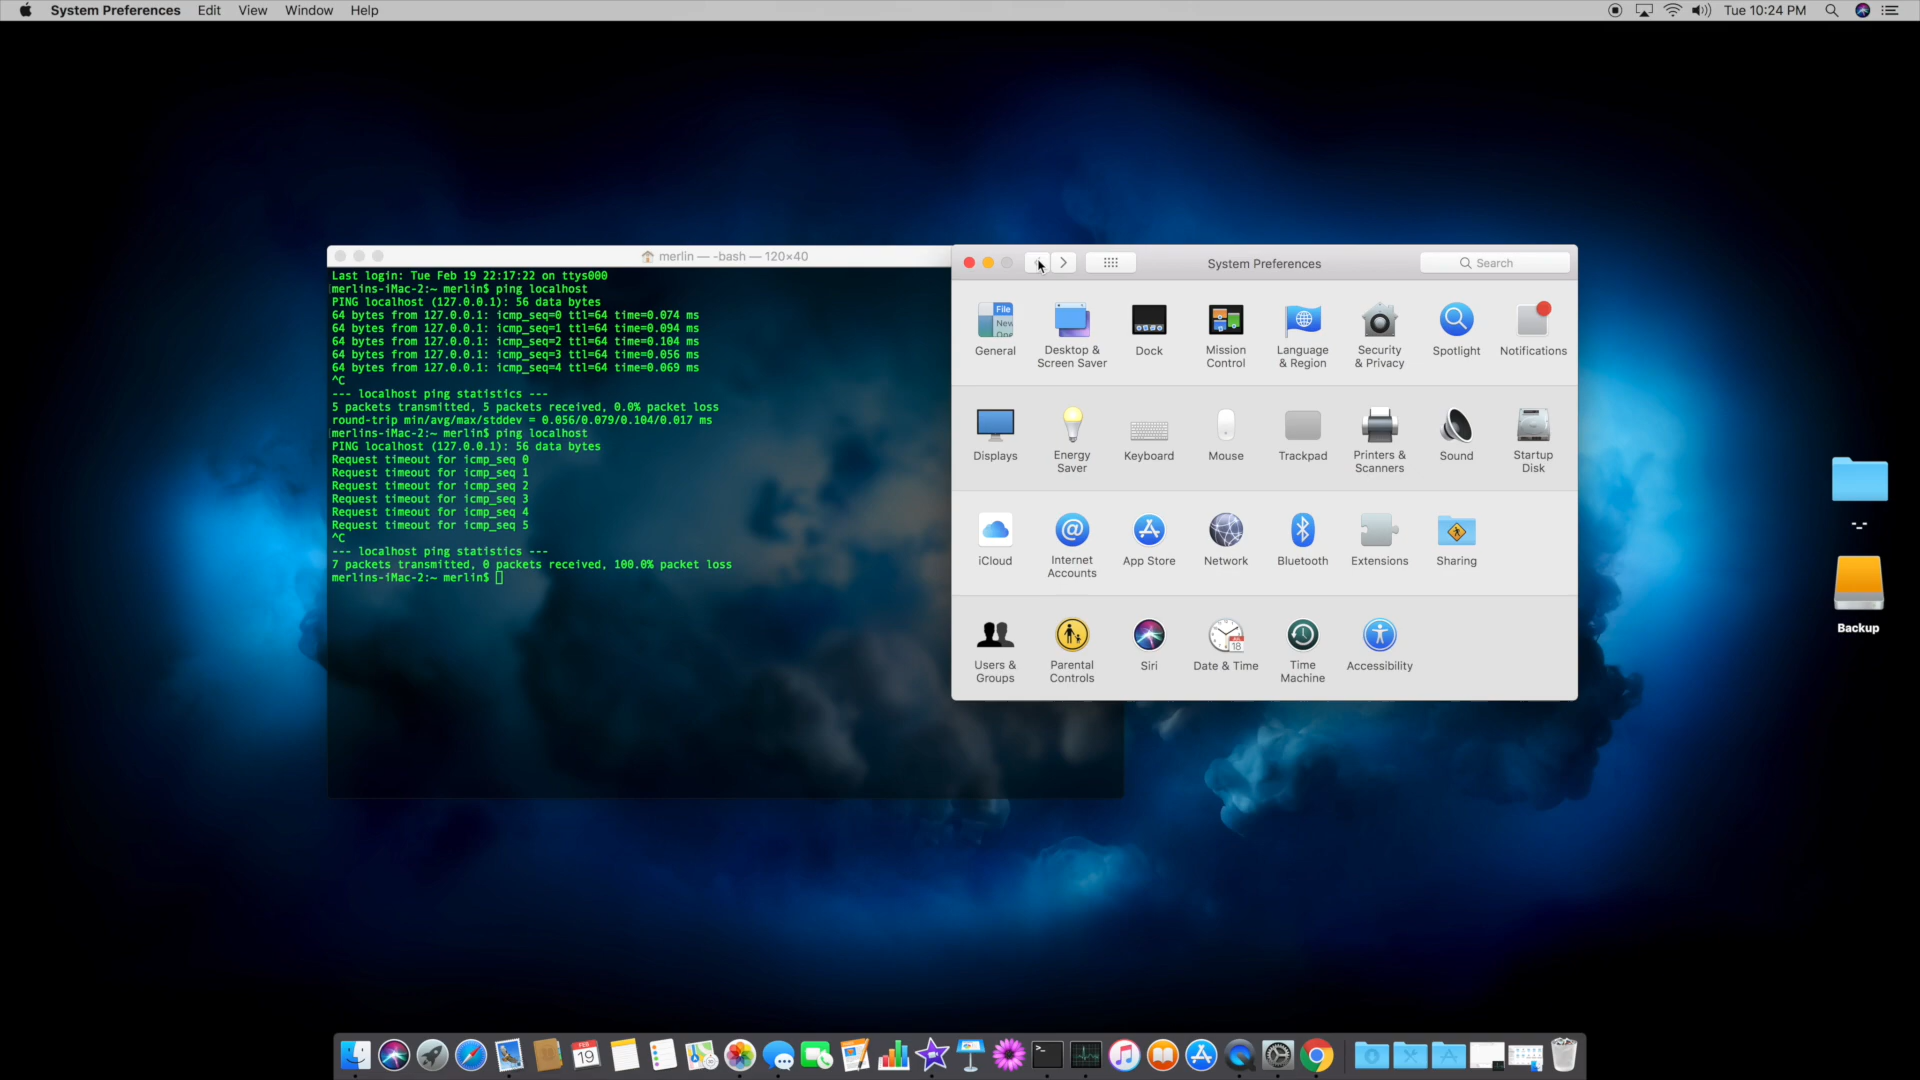 System Preferences Edit View Window Help
Tue 10:24 PM
merlin — -bash — 120×40
Last login: Tue Feb 19 22:17:22 on ttys000
[merlins-iMac-2:~ merlin$ ping localhost
PING localhost (127.0.0.1): 56 data bytes
64 bytes from 127.0.0.1: icmp_seq=0 ttl=64 time=0.074 ms
64 bytes from 127.0.0.1: icmp_seq=1 ttl=64 time=0.094 ms
64 bytes from 127.0.0.1: icmp_seq=2 ttl=64 time=0.104 ms
64 bytes from 127.0.0.1: icmp_seq=3 ttl=64 time=0.056 ms
64 bytes from 127.0.0.1: icmp_seq=4 ttl=64 time=0.069 ms
^C
--- localhost ping statistics ---
5 packets transmitted, 5 packets received, 0.0% packet loss
round-trip min/avg/max/stddev = 0.056/0.079/0.104/0.017 ms
[merlins-iMac-2:~ merlin$ ping localhost
PING localhost (127.0.0.1): 56 data bytes
Request timeout for icmp_seq 0
Request timeout for icmp_seq 1
Request timeout for icmp_seq 2
Request timeout for icmp_seq 3
Request timeout for icmp_seq 4
Request timeout for icmp_seq 5
^C
--- localhost ping statistics ---
7 packets transmitted, 0 packets received, 100.0% packet loss
merlins-iMac-2:~ merlin$
System Preferences
Search
File
New
General
Desktop &
Screen Saver
Dock
Mission
Control
Language
& Region
Security
& Privacy
Spotlight
Notifications
Displays
Energy
Saver
Keyboard
Mouse
Trackpad
Printers &
Scanners
Sound
Startup
Disk
iCloud
@
Internet
Accounts
App Store
Network
Bluetooth
Extensions
Sharing
Users &
Groups
Parental
Controls
Siri
JUL
18
Date & Time
Time
Machine
Accessibility
-_-
Backup
FEB
19